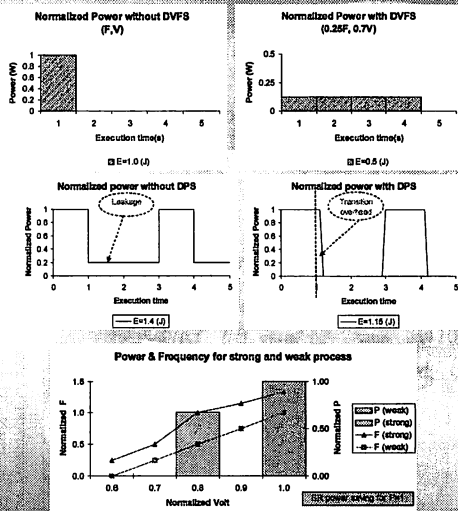 Normalized Power without DVFS
(F,V)
Power (W)
1
0.8
0.6
0.4
0.2
0
1 2 3 4 5
Execution time(s)
E=1.0 (J)
Normalized Power with DVFS
(0.25F, 0.7V)
Power (W)
0.5
0.25
0
1 2 3 4 5
Execution time(s)
E=0.5 (J)
Normalized power without DPS
Leakage
Normalized Power
1
0.8
0.6
0.4
0.2
0
0 1 2 3 4 5
Execution time
E=1.4 (J)
Normalized power with DPS
Transition
overhead
Normalized Power
1
0.8
0.6
0.4
0.2
0
0 1 2 3 4 5
Execution time
E=1.15 (J)
Power & Frequency for strong and weak process
Normalized F
1.5
1.0
0.5
0.0
0.6 0.7 0.8 0.9 1.0
Normalized Volt
1.00
0.50
0.00
Normalized P
P (weak)
P (strong)
F (strong)
F (weak)
power saving for